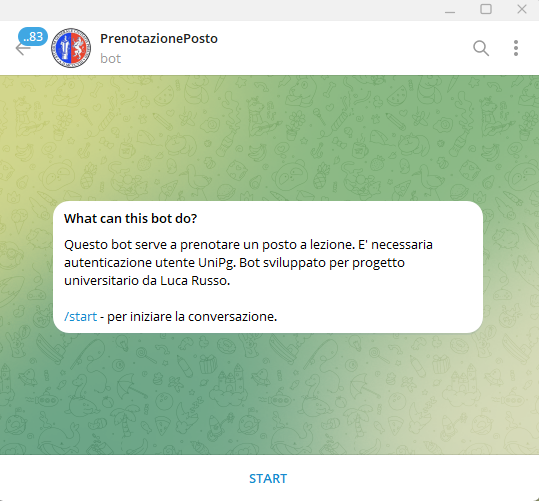 ..83
PrenotazionePosto
bot
What can this bot do?
Questo bot serve a prenotare un posto a lezione. E' necessaria
autenticazione utente UniPg. Bot sviluppato per progetto
universitario da Luca Russo.
/start - per iniziare la conversazione.
START